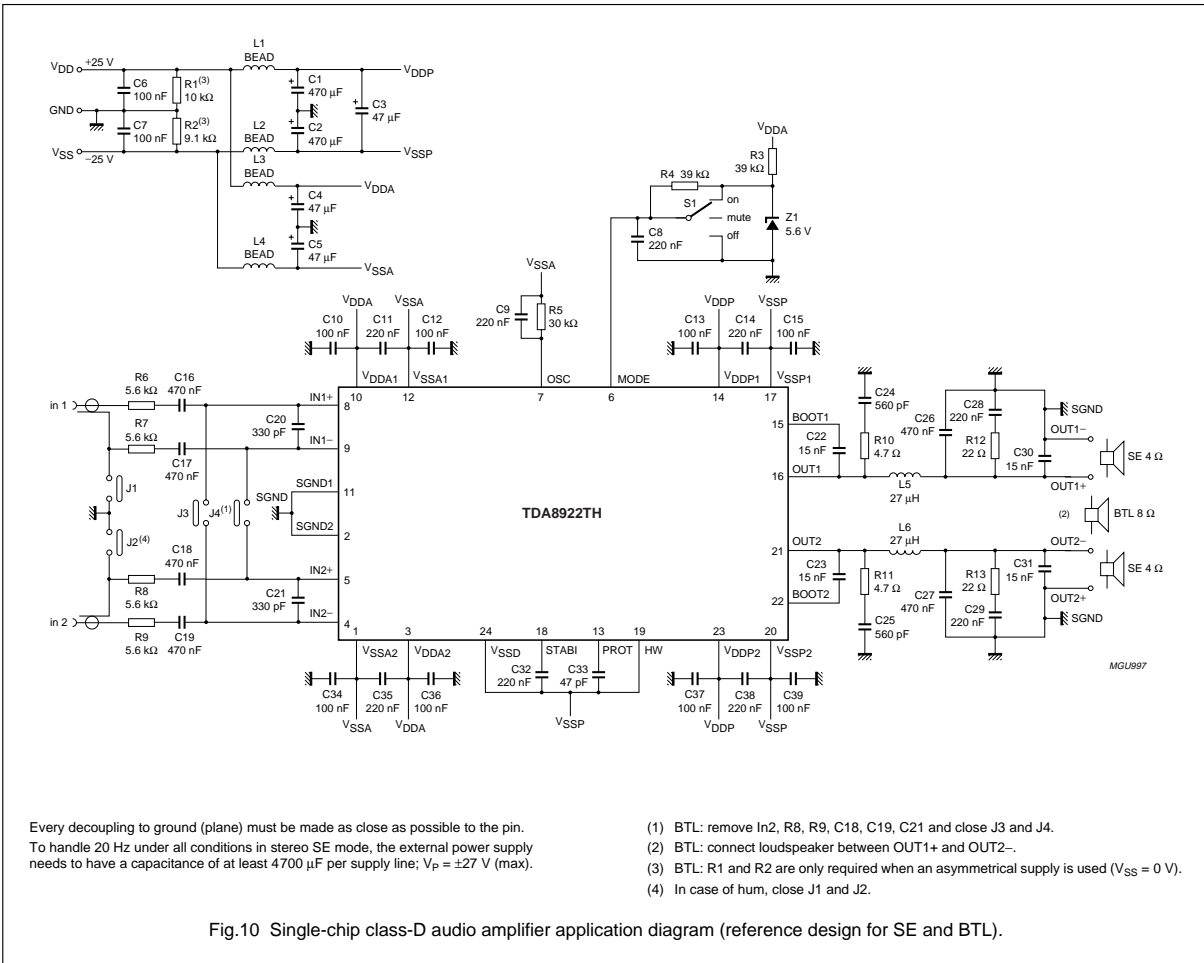 L1
BEAD
VDD +25 V
VDDP
C6
100 nF
R1(3)
10 kΩ
C1
470 µF
C3
47 µF
GND
C7
100 nF
R2(3)
9.1 kΩ
L2
BEAD
C2
470 µF
VSS −25 V
VSSP
L3
BEAD
VDDA
C4
47 µF
C5
47 µF
L4
BEAD
VSSA
VDDA
R3
39 kΩ
R4 39 kΩ
S1
on
mute
off
C8
220 nF
Z1
5.6 V
VSSA
C9
220 nF
R5
30 kΩ
VDDA
VSSA
C10
100 nF
C11
220 nF
C12
100 nF
VDDP
VSSP
C13
100 nF
C14
220 nF
C15
100 nF
VDDA1
10
VSSA1
12
OSC
7
MODE
6
VDDP1
14
VSSP1
17
in 1
R6
5.6 kΩ
C16
470 nF
IN1+
8
C20
330 pF
R7
5.6 kΩ
C17
470 nF
IN1−
9
J1
J2(4)
J3
J4(1)
SGND
SGND1
11
SGND2
2
TDA8922TH
C18
470 nF
R8
5.6 kΩ
IN2+
5
C21
330 pF
in 2
R9
5.6 kΩ
C19
470 nF
IN2−
4
15
BOOT1
C22
15 nF
16
OUT1
C24
560 pF
R10
4.7 Ω
L5
27 µH
C26
470 nF
C28
220 nF
R12
22 Ω
C30
15 nF
SGND
OUT1−
SE 4 Ω
OUT1+
(2)
BTL 8 Ω
21
OUT2
C23
15 nF
22
BOOT2
L6
27 µH
R11
4.7 Ω
C25
560 pF
C27
470 nF
R13
22 Ω
C29
220 nF
C31
15 nF
OUT2−
SE 4 Ω
OUT2+
SGND
1
VSSA2
3
VDDA2
24
VSSD
18
STABI
13
PROT
19
HW
23
VDDP2
20
VSSP2
C34
100 nF
C35
220 nF
C36
100 nF
VSSA
VDDA
C32
220 nF
C33
47 pF
VSSP
C37
100 nF
C38
220 nF
C39
100 nF
VDDP
VSSP
MGU997
Every decoupling to ground (plane) must be made as close as possible to the pin.
To handle 20 Hz under all conditions in stereo SE mode, the external power supply
needs to have a capacitance of at least 4700 µF per supply line; VP = ±27 V (max).
(1) BTL: remove In2, R8, R9, C18, C19, C21 and close J3 and J4.
(2) BTL: connect loudspeaker between OUT1+ and OUT2−.
(3) BTL: R1 and R2 are only required when an asymmetrical supply is used (VSS = 0 V).
(4) In case of hum, close J1 and J2.
Fig.10 Single-chip class-D audio amplifier application diagram (reference design for SE and BTL).